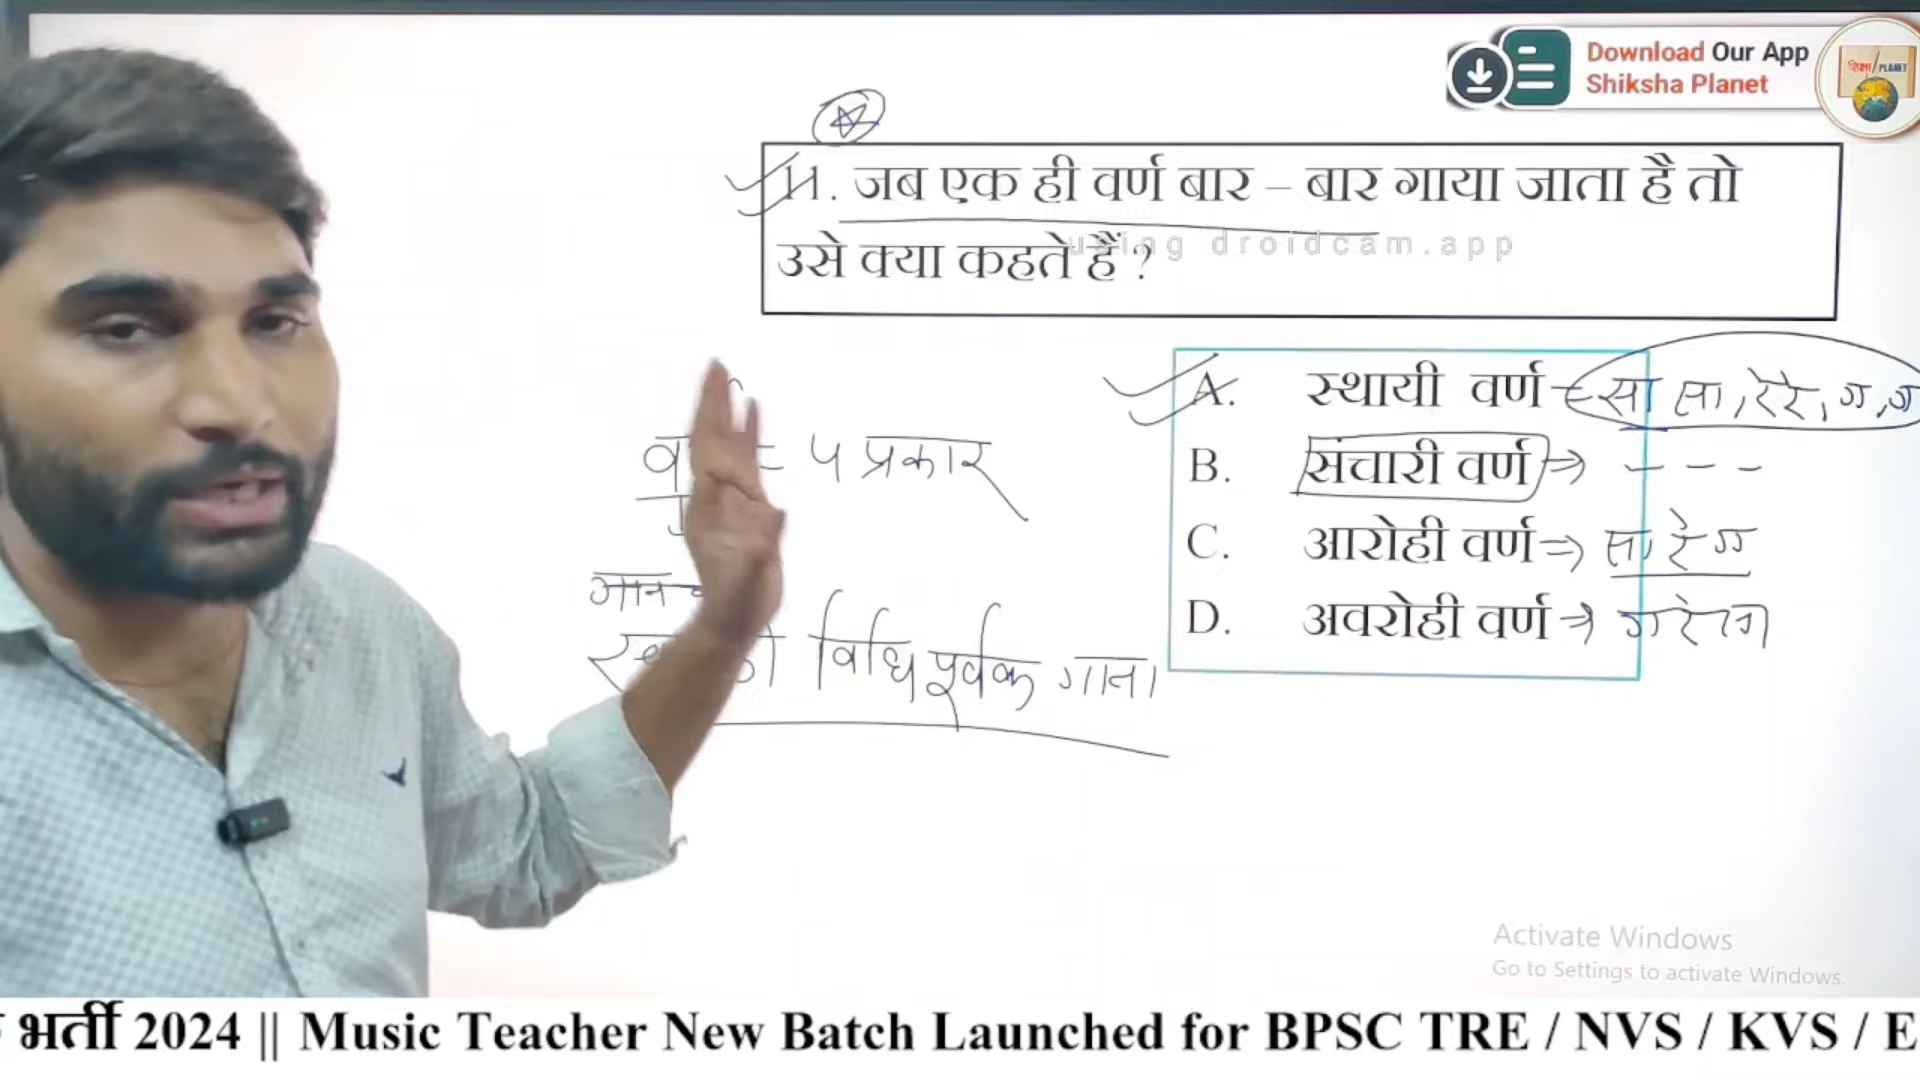 Download Our App
Shiksha Planet
शिक्षा PLANET
11. जब एक ही वर्ण बार – बार गाया जाता है तो
उसे क्या कहते हैं ?
using droidcam.app
A. स्थायी वर्ण - सा सा, रे रे, ग, ग
B. संचारी वर्ण ⇒ - - -
C. आरोही वर्ण ⇒ सा रे ग
D. अवरोही वर्ण → ग रे सा
= 4 प्रकार
गान
को विधि पूर्वक गाना
Activate Windows
Go to Settings to activate Windows.
भर्ती 2024 || Music Teacher New Batch Launched for BPSC TRE / NVS / KVS / E